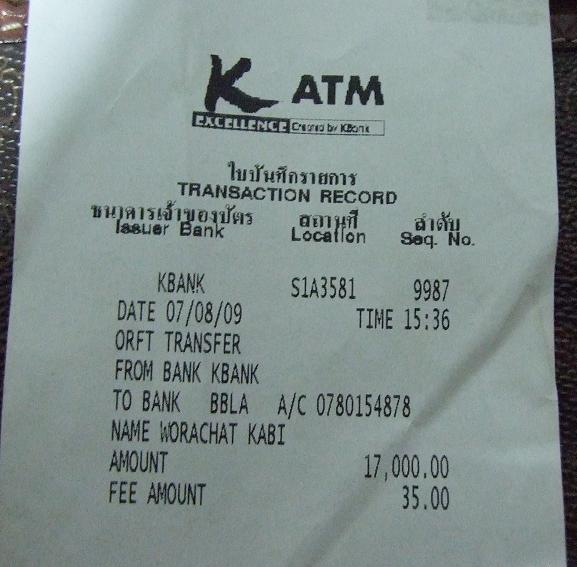 K ATM
EXCELLENCE Created by KBank
ใบบันทึกรายการ
TRANSACTION RECORD
ธนาคารเจ้าของบัตร สถานที่ ลำดับ
Issuer Bank Location Seq. No.
KBANK S1A3581 9987
DATE 07/08/09 TIME 15:36
ORFT TRANSFER
FROM BANK KBANK
TO BANK BBLA A/C 0780154878
NAME WORACHAT KABI
AMOUNT 17,000.00
FEE AMOUNT 35.00